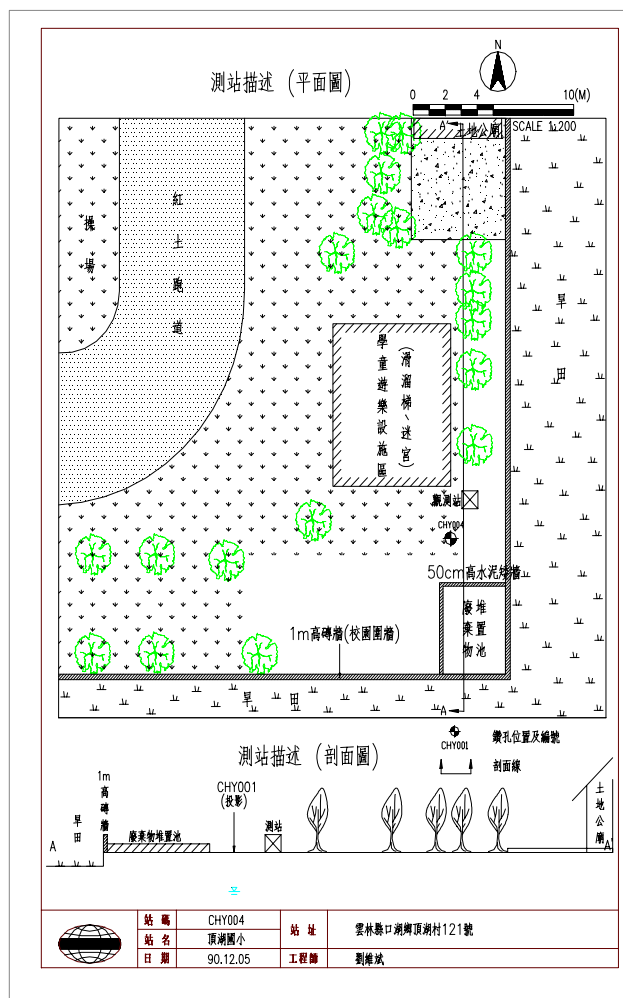 N
測站描述 (平面圖)
0 2 4 10(M)
SCALE 1:200
A'
土地公廟
操場
紅土跑道
旱田
學童遊樂設施區
(滑溜梯、迷宮)
觀測站
CHY004
50cm高水泥矮牆
廢棄物
堆置池
1m高磚牆(校園圍牆)
旱田
A
CHY001
鑽孔位置及編號
剖面線
測站描述 (剖面圖)
1m高磚牆
旱田
A
廢棄物堆置池
CHY001
(投影)
測站
土地公廟
A'
站碼 CHY004
站名 頂湖國小
日期 90.12.05
站址 雲林縣口湖鄉頂湖村121號
工程師 劉維斌